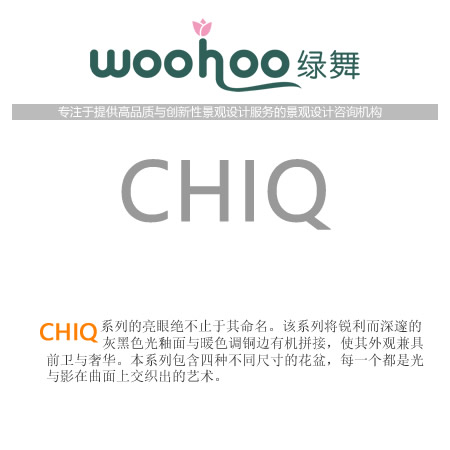 woohoo绿舞
专注于提供高品质与创新性景观设计服务的景观设计咨询机构
CHIQ
CHIQ系列的亮眼绝不止于其命名。该系列将锐利而深邃的
灰黑色光釉面与暖色调铜边有机拼接，使其外观兼具
前卫与奢华。本系列包含四种不同尺寸的花盆，每一个都是光
与影在曲面上交织出的艺术。